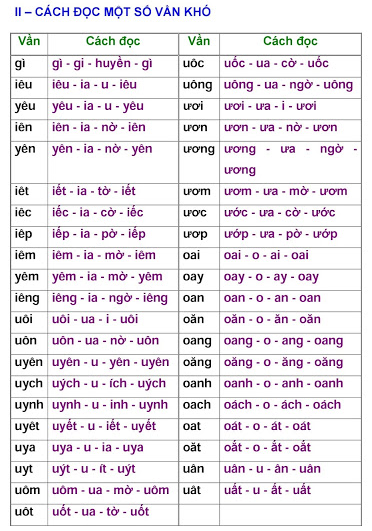 II – CÁCH ĐỌC MỘT SỐ VẦN KHÓ
Vần Cách đọc Vần Cách đọc
gì gì - gi - huyền - gì uôc uốc - ua - cờ - uốc
iêu iêu - ia - u - iêu uông uông - ua - ngờ - uông
yêu yêu - ia - u - yêu ươi ươi - ưa - i - ươi
iên iên - ia - nờ - iên ươn ươn - ưa - nờ - ươn
yên yên - ia - nờ - yên ương ương - ưa - ngờ -
ương
iêt iết - ia - tờ - iết ươm ươm - ưa - mờ - ươm
iêc iếc - ia - cờ - iếc ươc ước - ưa - cờ - ước
iêp iếp - ia - pờ - iếp ươp ướp - ưa - pờ - ướp
iêm iêm - ia - mờ - iêm oai oai - o - ai - oai
yêm yêm - ia - mờ - yêm oay oay - o - ay - oay
iêng iêng - ia - ngờ - iêng oan oan - o - an - oan
uôi uôi - ua - i - uôi oăn oăn - o - ăn - oăn
uôn uôn - ua - nờ - uôn oang oang - o - ang - oang
uyên uyên - u - yên - uyên oăng oăng - o - ăng - oăng
uych uých - u - ích - uých oanh oanh - o - anh - oanh
uynh uynh - u - inh - uynh oach oách - o - ách - oách
uyêt uyết - u - iết - uyết oat oát - o - át - oát
uya uya - u - ia - uya oăt oắt - o - ắt - oắt
uyt uýt - u - ít - uýt uân uân - u - ân - uân
uôm uôm - ua - mờ - uôm uât uất - u - ất - uất
uôt uốt - ua - tờ - uốt